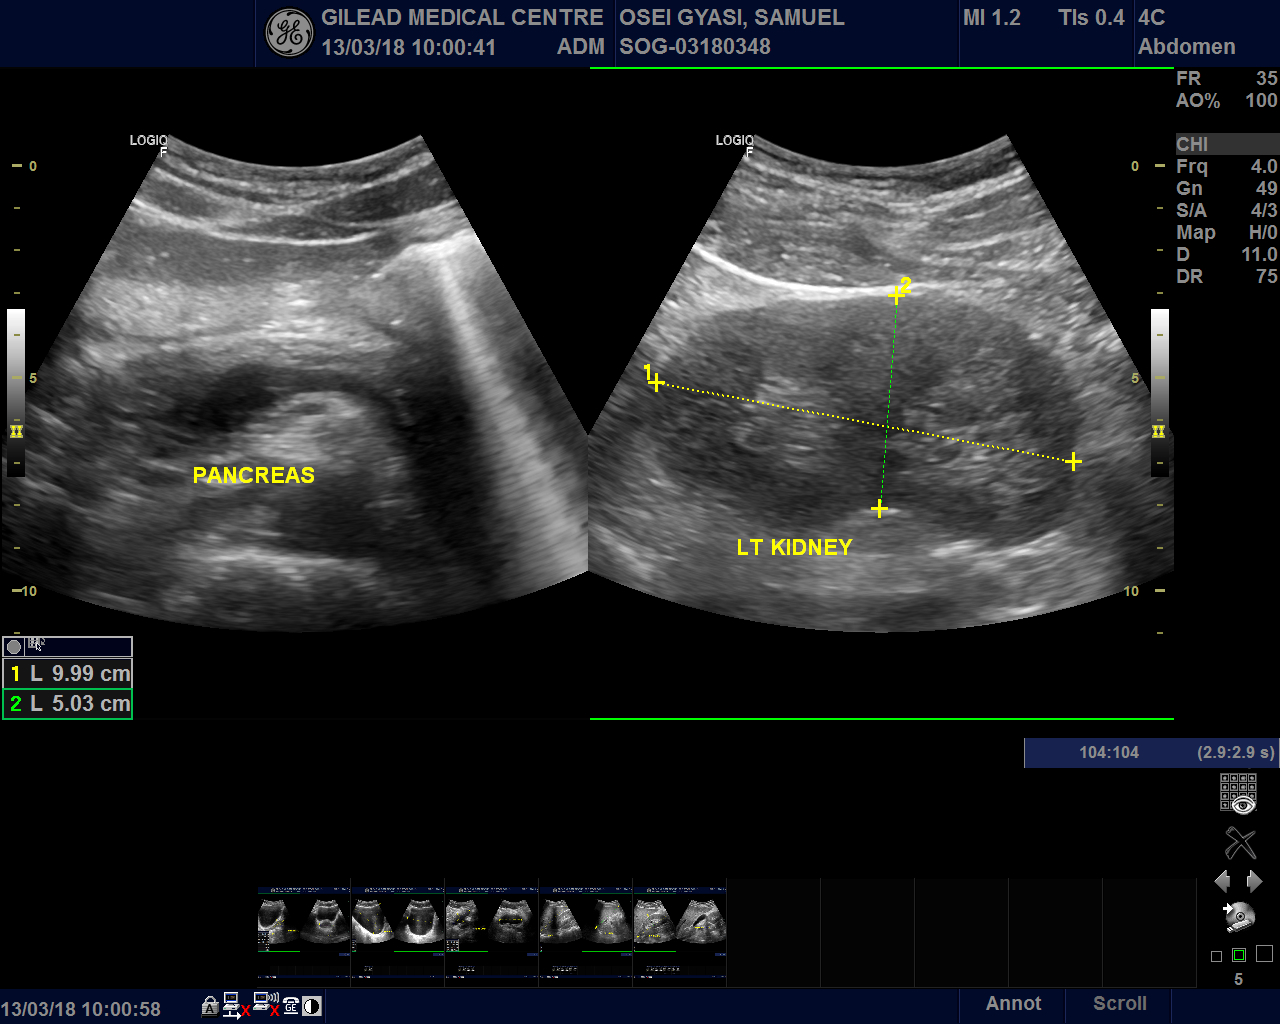 GILEAD MEDICAL CENTRE
13/03/18 10:00:41 ADM
OSEI GYASI, SAMUEL
SOG-03180348
MI 1.2 TIs 0.4
4C
Abdomen
FR 35
AO% 100
CHI
Frq 4.0
Gn 49
S/A 4/3
Map H/0
D 11.0
DR 75
LOGIQ
F
0
5
10
PANCREAS
LOGIQ
F
0
5
10
1
2
LT KIDNEY
1 L 9.99 cm
2 L 5.03 cm
104:104 (2.9:2.9 s)
5
13/03/18 10:00:58
A
GE
Annot
Scroll